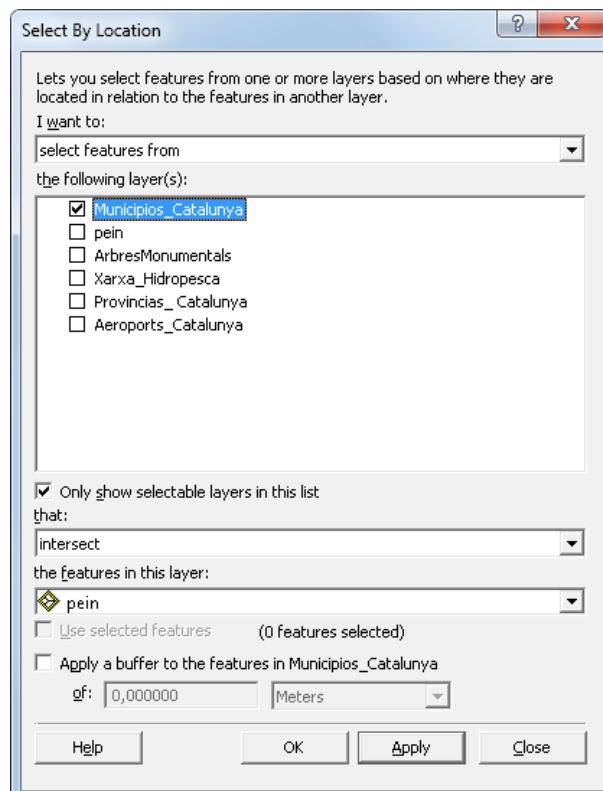 Select By Location
Lets you select features from one or more layers based on where they are
located in relation to the features in another layer.
I want to:
select features from
the following layer(s):
Municipios_Catalunya
pein
ArbresMonumentals
Xarxa_Hidropesca
Provincias_ Catalunya
Aeroports_Catalunya
Only show selectable layers in this list
that:
intersect
the features in this layer:
pein
Use selected features (0 features selected)
Apply a buffer to the features in Municipios_Catalunya
of: 0,000000 Meters
Help OK Apply Close